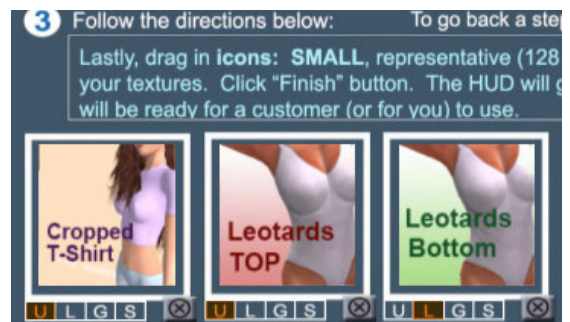 3 Follow the directions below: To go back a step
Lastly, drag in icons: SMALL, representative (128
your textures. Click "Finish" button. The HUD will g
will be ready for a customer (or for you) to use.
Cropped
T-Shirt
Leotards
TOP
Leotards
Bottom
U L G S
U L G S
U L G S